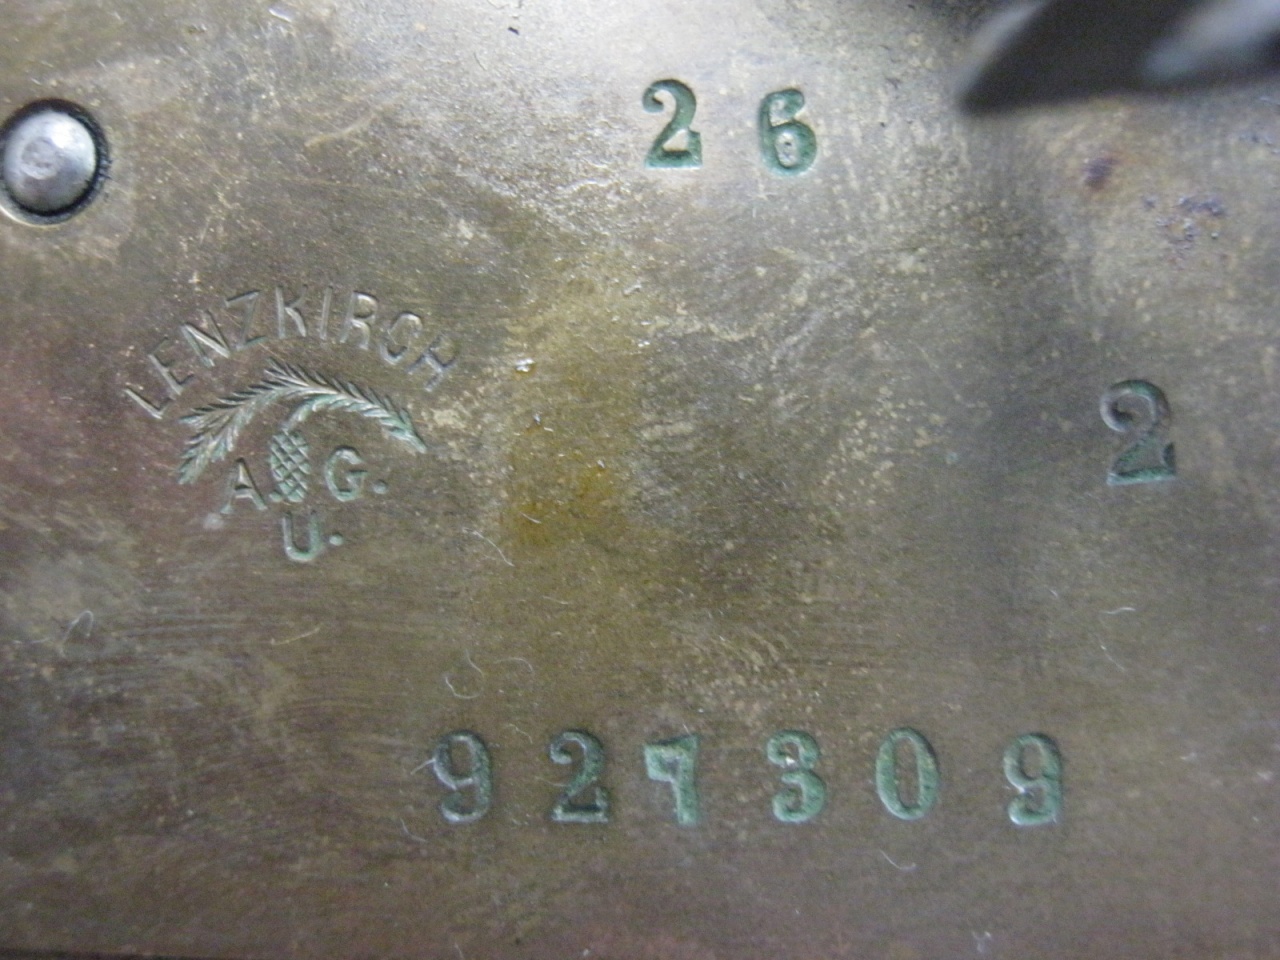 26
LENZKIRCH
A. G.
U.
2
927309